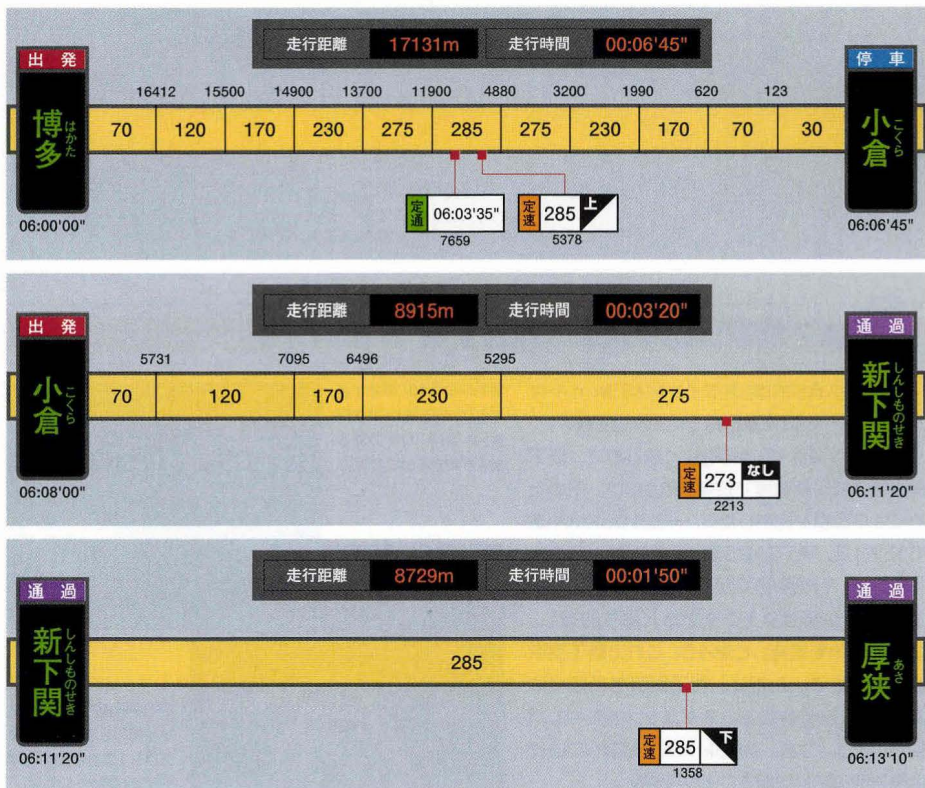 走行距離 17131m 走行時間 00:06'45"
出発
博多
はかた
06:00'00"
16412 15500 14900 13700 11900 4880 3200 1990 620 123
70 120 170 230 275 285 275 230 170 70 30
定通 06:03'35"
7659
定速 285 上
5378
停車
小倉
こくら
06:06'45"
走行距離 8915m 走行時間 00:03'20"
出発
小倉
こくら
06:08'00"
5731 7095 6496 5295
70 120 170 230 275
定速 273 なし
2213
通過
新下関
しんしものせき
06:11'20"
走行距離 8729m 走行時間 00:01'50"
通過
新下関
しんしものせき
06:11'20"
285
定速 285 下
1358
通過
厚狭
あさ
06:13'10"